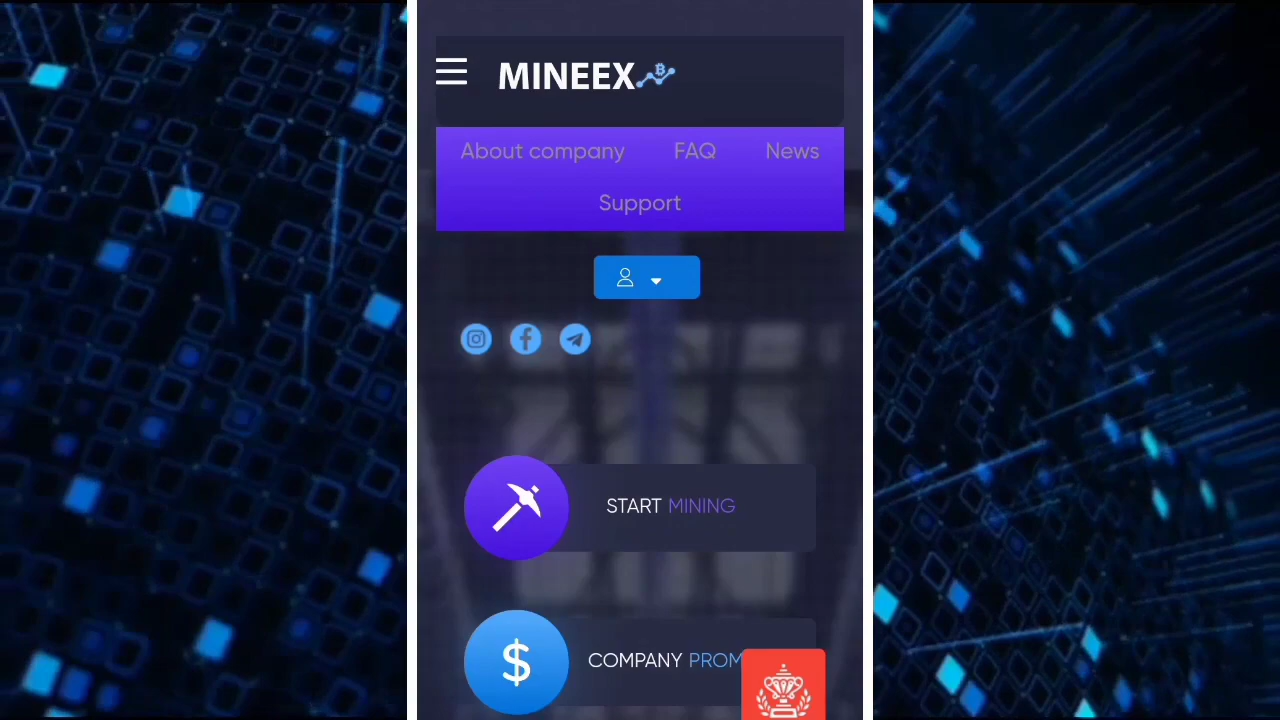 MINEEX
About company FAQ News
Support
START MINING
COMPANY PROM